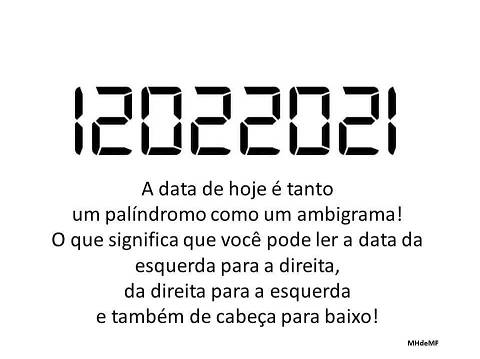 12022021
A data de hoje é tanto
um palíndromo como um ambigrama!
O que significa que você pode ler a data da
esquerda para a direita,
da direita para a esquerda
e também de cabeça para baixo!
MHdeMF